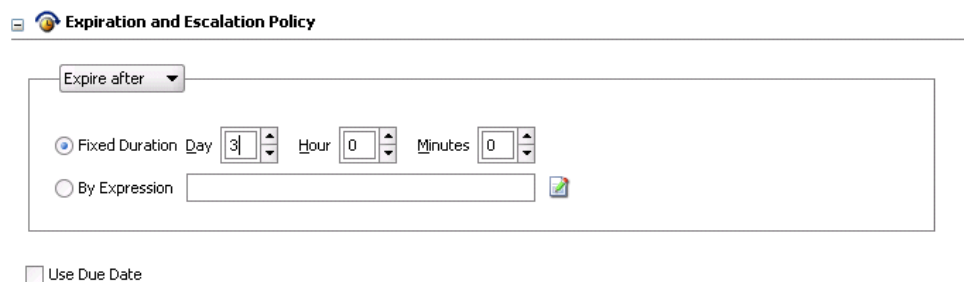 Expiration and Escalation Policy
Expire after
Fixed Duration Day 3 Hour 0 Minutes 0
By Expression
Use Due Date